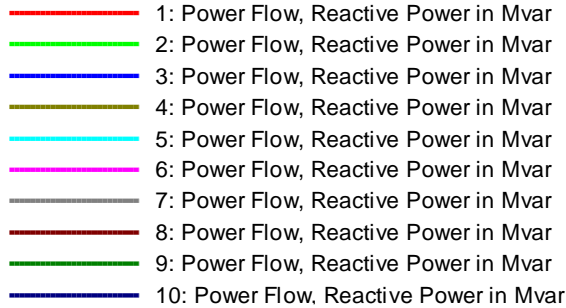 1: Power Flow, Reactive Power in Mvar
2: Power Flow, Reactive Power in Mvar
3: Power Flow, Reactive Power in Mvar
4: Power Flow, Reactive Power in Mvar
5: Power Flow, Reactive Power in Mvar
6: Power Flow, Reactive Power in Mvar
7: Power Flow, Reactive Power in Mvar
8: Power Flow, Reactive Power in Mvar
9: Power Flow, Reactive Power in Mvar
10: Power Flow, Reactive Power in Mvar